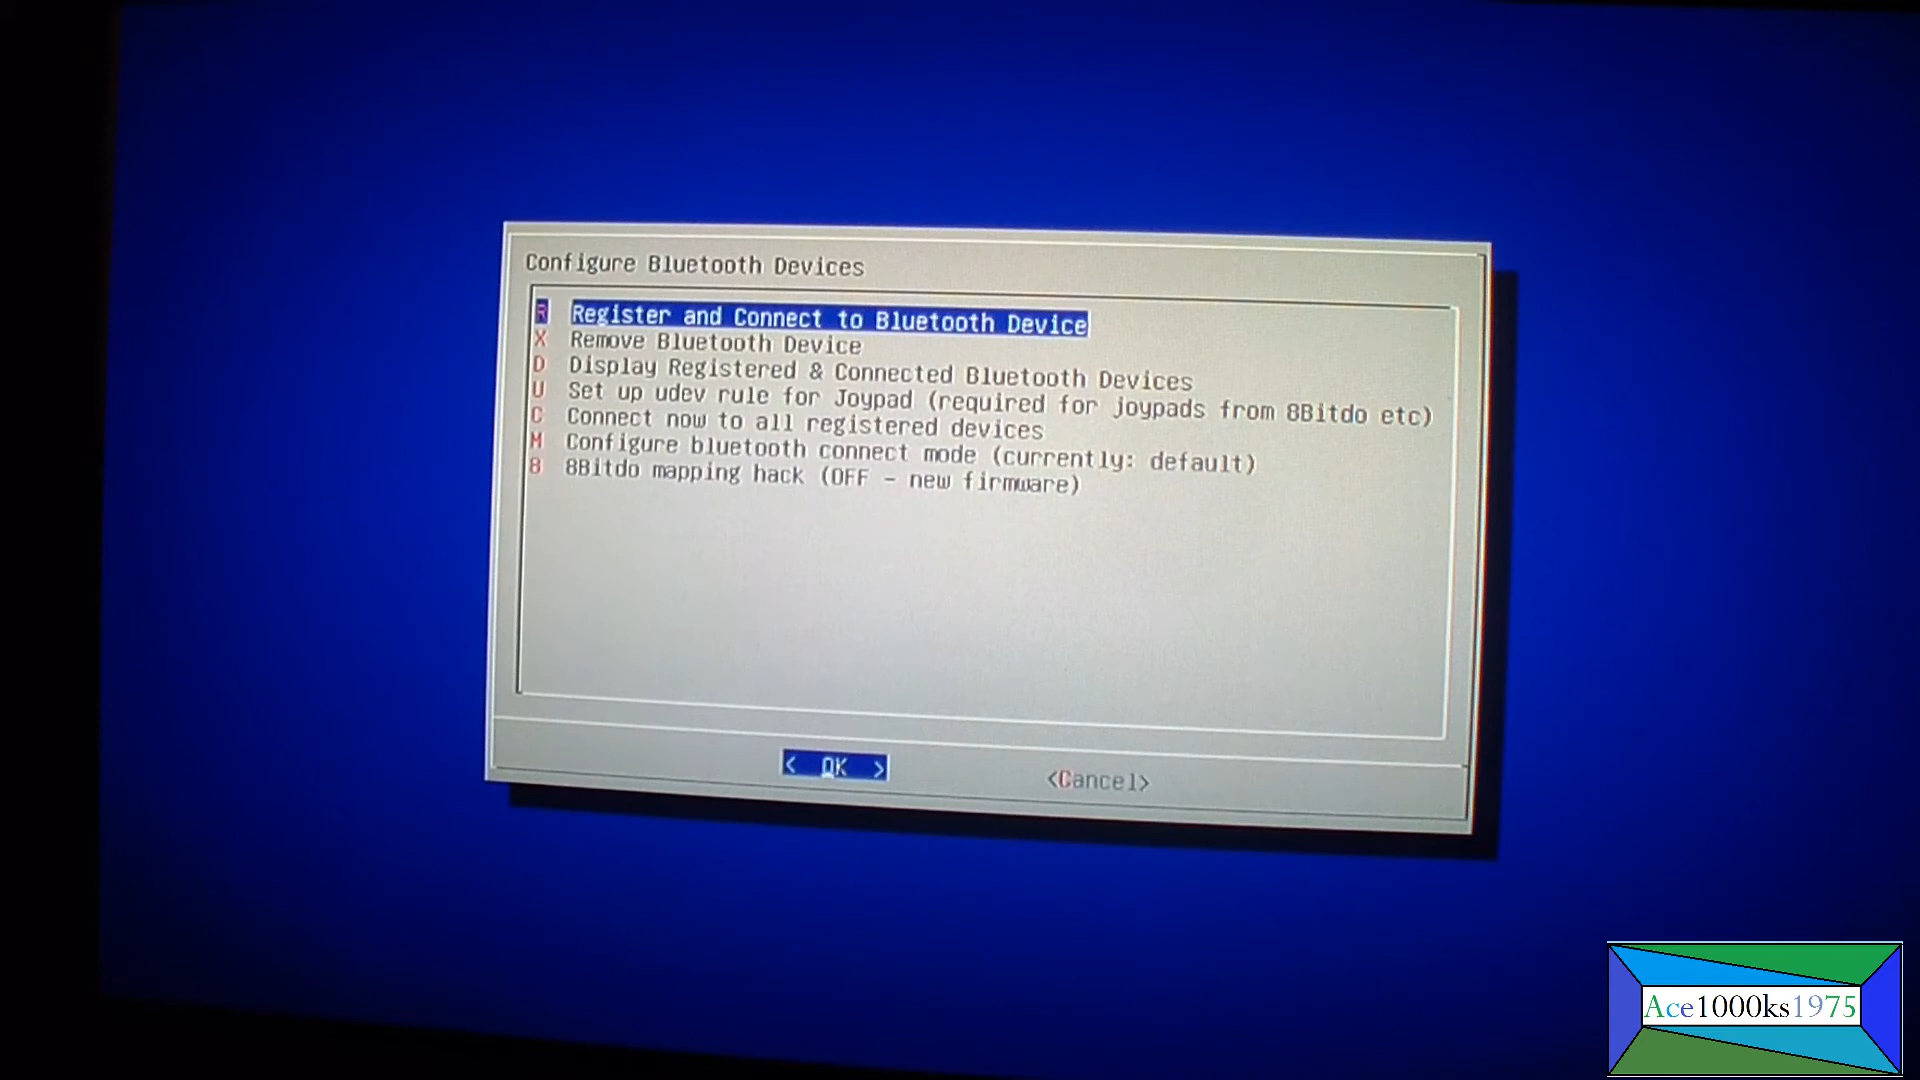 Configure Bluetooth Devices
R Register and Connect to Bluetooth Device
X Remove Bluetooth Device
D Display Registered & Connected Bluetooth Devices
U Set up udev rule for Joypad (required for joypads from 8Bitdo etc)
C Connect now to all registered devices
M Configure bluetooth connect mode (currently: default)
8 8Bitdo mapping hack (OFF - new firmware)
< OK > <Cancel>
Ace1000ks1975